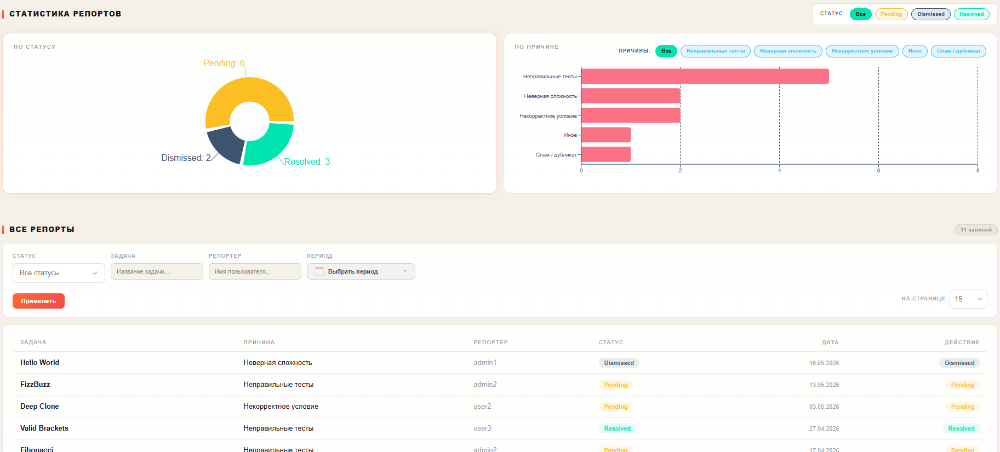 СТАТИСТИКА РЕПОРТОВ
СТАТУС: Все Pending Dismissed Resolved
ПО СТАТУСУ
Pending: 6
Dismissed: 2
Resolved: 3
ПО ПРИЧИНЕ
ПРИЧИНЫ: Все Неправильные тесты Неверная сложность Некорректное условие Иное Спам / дубликат
Неправильные тесты
Неверная сложность
Некорректное условие
Иное
Спам / дубликат
0 2 4 6 8
ВСЕ РЕПОРТЫ
11 записей
СТАТУС ЗАДАЧА РЕПОРТЕР ПЕРИОД
Все статусы Название задачи... Имя пользователя... Выбрать период
Применить
НА СТРАНИЦЕ 15
ЗАДАЧА ПРИЧИНА РЕПОРТЕР СТАТУС ДАТА ДЕЙСТВИЕ
Hello World Неверная сложность admin1 Dismissed 16.05.2026 Dismissed
FizzBuzz Неправильные тесты admin2 Pending 13.05.2026 Pending
Deep Clone Некорректное условие user2 Pending 03.05.2026 Pending
Valid Brackets Неправильные тесты user3 Resolved 27.04.2026 Resolved
Fibonacci Неправильные тесты admin2 Pending 17.04.2026 Pending